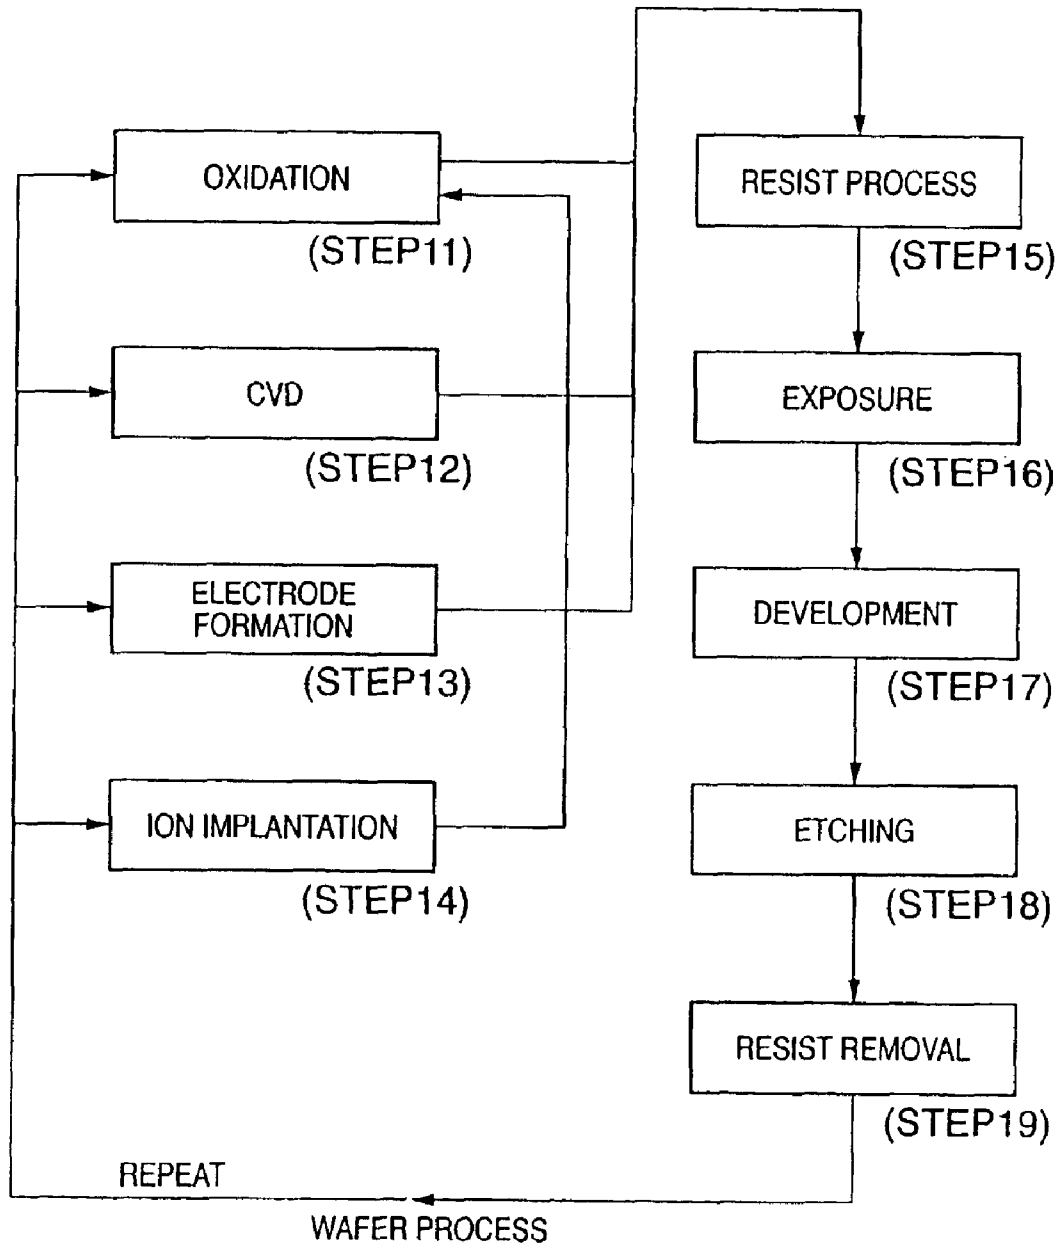 OXIDATION
(STEP11)
CVD
(STEP12)
ELECTRODE
FORMATION
(STEP13)
ION IMPLANTATION
(STEP14)
RESIST PROCESS
(STEP15)
EXPOSURE
(STEP16)
DEVELOPMENT
(STEP17)
ETCHING
(STEP18)
RESIST REMOVAL
(STEP19)
REPEAT
WAFER PROCESS